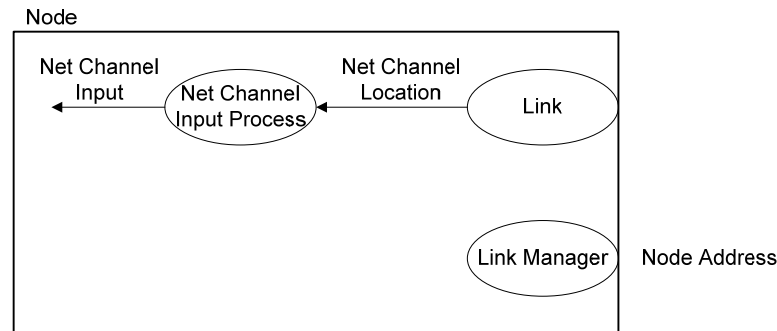 Node
Net Channel
Input
Net Channel
Input Process
Net Channel
Location
Link
Link Manager
Node Address